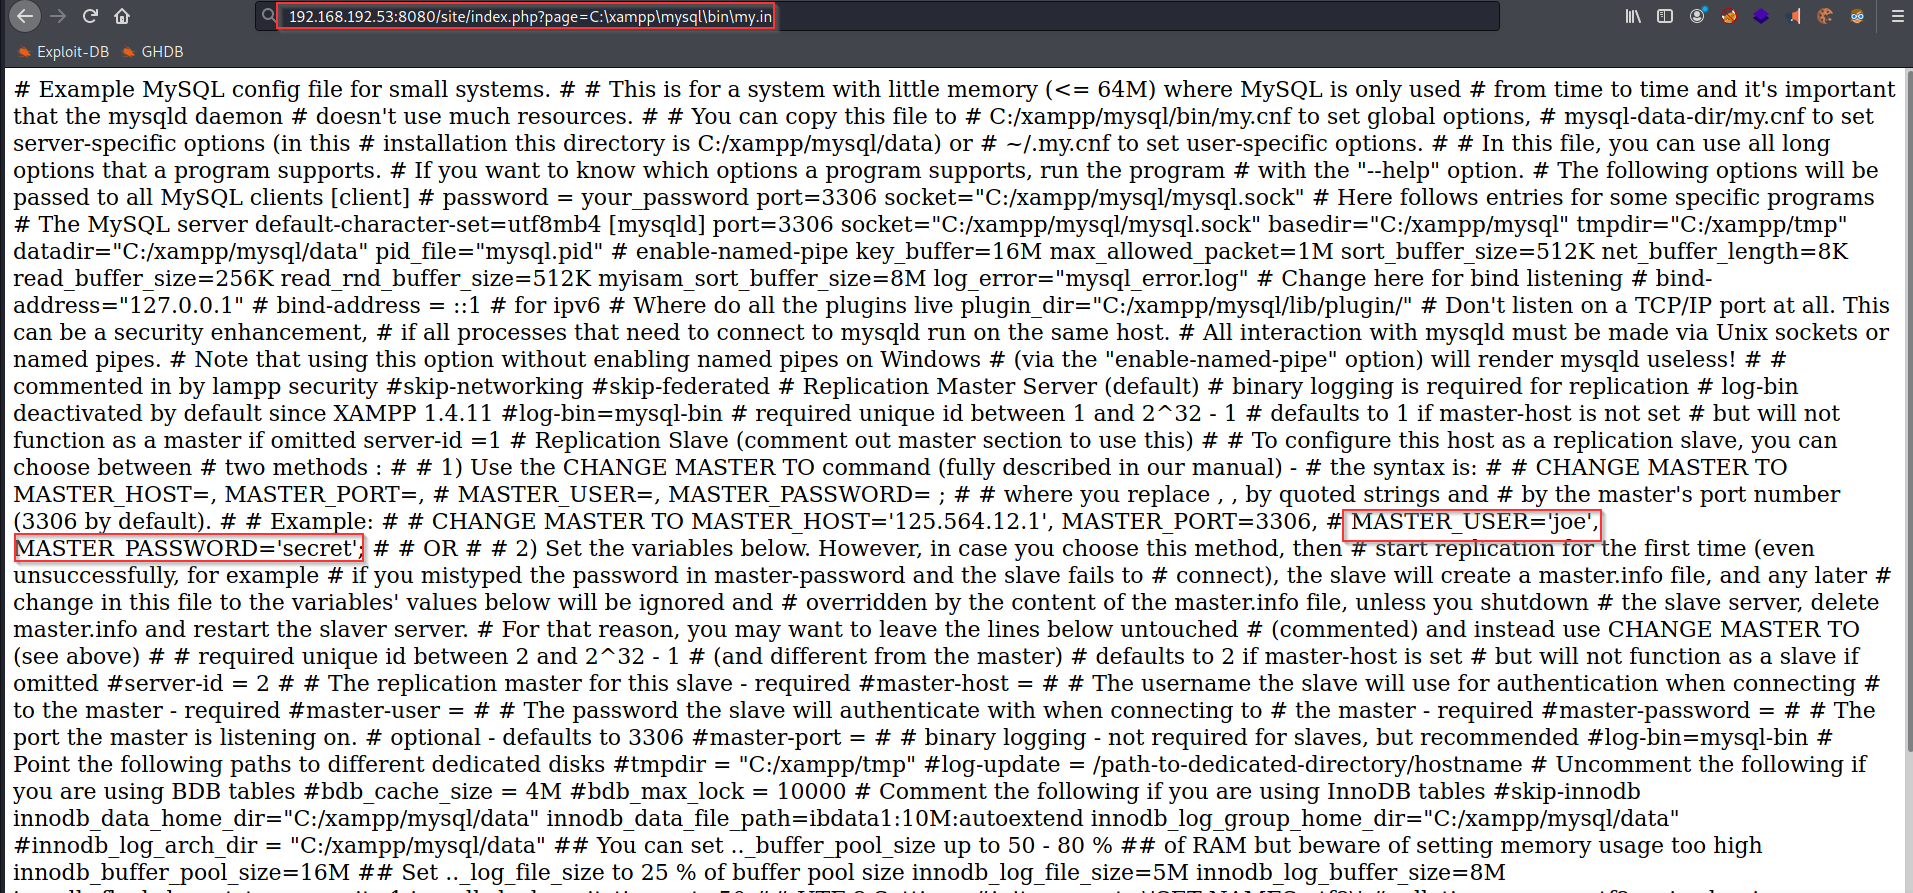 192.168.192.53:8080/site/index.php?page=C:\xampp\mysql\bin\my.in
Exploit-DB GHDB
# Example MySQL config file for small systems. # # This is for a system with little memory (<= 64M) where MySQL is only used # from time to time and it's important
that the mysqld daemon # doesn't use much resources. # # You can copy this file to # C:/xampp/mysql/bin/my.cnf to set global options, # mysql-data-dir/my.cnf to set
server-specific options (in this # installation this directory is C:/xampp/mysql/data) or # ~/.my.cnf to set user-specific options. # # In this file, you can use all long
options that a program supports. # If you want to know which options a program supports, run the program # with the "--help" option. # The following options will be
passed to all MySQL clients [client] # password = your_password port=3306 socket="C:/xampp/mysql/mysql.sock" # Here follows entries for some specific programs
# The MySQL server default-character-set=utf8mb4 [mysqld] port=3306 socket="C:/xampp/mysql/mysql.sock" basedir="C:/xampp/mysql" tmpdir="C:/xampp/tmp"
datadir="C:/xampp/mysql/data" pid_file="mysql.pid" # enable-named-pipe key_buffer=16M max_allowed_packet=1M sort_buffer_size=512K net_buffer_length=8K
read_buffer_size=256K read_rnd_buffer_size=512K myisam_sort_buffer_size=8M log_error="mysql_error.log" # Change here for bind listening # bind-
address="127.0.0.1" # bind-address = ::1 # for ipv6 # Where do all the plugins live plugin_dir="C:/xampp/mysql/lib/plugin/" # Don't listen on a TCP/IP port at all. This
can be a security enhancement, # if all processes that need to connect to mysqld run on the same host. # All interaction with mysqld must be made via Unix sockets or
named pipes. # Note that using this option without enabling named pipes on Windows # (via the "enable-named-pipe" option) will render mysqld useless! # #
commented in by lampp security #skip-networking #skip-federated # Replication Master Server (default) # binary logging is required for replication # log-bin
deactivated by default since XAMPP 1.4.11 #log-bin=mysql-bin # required unique id between 1 and 2^32 - 1 # defaults to 1 if master-host is not set # but will not
function as a master if omitted server-id =1 # Replication Slave (comment out master section to use this) # # To configure this host as a replication slave, you can
choose between # two methods : # # 1) Use the CHANGE MASTER TO command (fully described in our manual) - # the syntax is: # # CHANGE MASTER TO
MASTER_HOST=, MASTER_PORT=, # MASTER_USER=, MASTER_PASSWORD= ; # # where you replace , , by quoted strings and # by the master's port number
(3306 by default). # # Example: # # CHANGE MASTER TO MASTER_HOST='125.564.12.1', MASTER_PORT=3306, # MASTER_USER='joe',
MASTER_PASSWORD='secret'; # # OR # # 2) Set the variables below. However, in case you choose this method, then # start replication for the first time (even
unsuccessfully, for example # if you mistyped the password in master-password and the slave fails to # connect), the slave will create a master.info file, and any later #
change in this file to the variables' values below will be ignored and # overridden by the content of the master.info file, unless you shutdown # the slave server, delete
master.info and restart the slaver server. # For that reason, you may want to leave the lines below untouched # (commented) and instead use CHANGE MASTER TO
(see above) # # required unique id between 2 and 2^32 - 1 # (and different from the master) # defaults to 2 if master-host is set # but will not function as a slave if
omitted #server-id = 2 # # The replication master for this slave - required #master-host = # # The username the slave will use for authentication when connecting #
to the master - required #master-user = # # The password the slave will authenticate with when connecting to # the master - required #master-password = # # The
port the master is listening on. # optional - defaults to 3306 #master-port = # # binary logging - not required for slaves, but recommended #log-bin=mysql-bin #
Point the following paths to different dedicated disks #tmpdir = "C:/xampp/tmp" #log-update = /path-to-dedicated-directory/hostname # Uncomment the following if
you are using BDB tables #bdb_cache_size = 4M #bdb_max_lock = 10000 # Comment the following if you are using InnoDB tables #skip-innodb
innodb_data_home_dir="C:/xampp/mysql/data" innodb_data_file_path=ibdata1:10M:autoextend innodb_log_group_home_dir="C:/xampp/mysql/data"
#innodb_log_arch_dir = "C:/xampp/mysql/data" ## You can set .._buffer_pool_size up to 50 - 80 % ## of RAM but beware of setting memory usage too high
innodb_buffer_pool_size=16M ## Set .._log_file_size to 25 % of buffer pool size innodb_log_file_size=5M innodb_log_buffer_size=8M